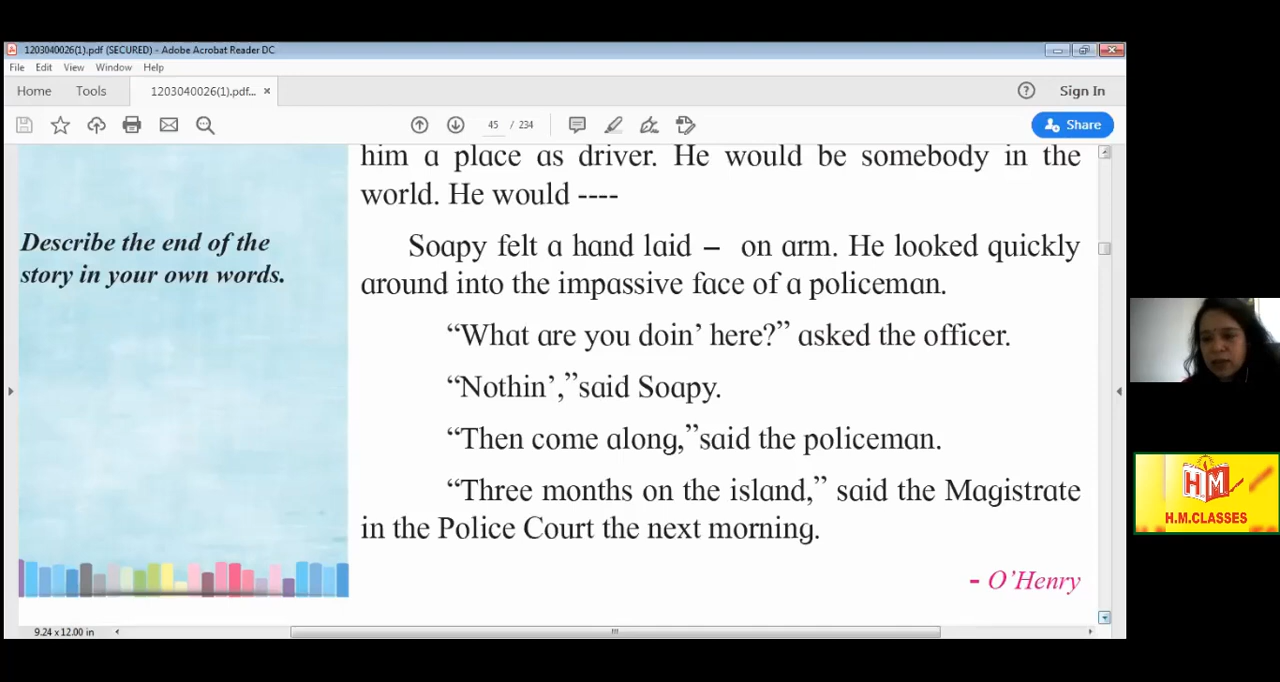 1203040026(1).pdf (SECURED) - Adobe Acrobat Reader DC
File Edit View Window Help
Home Tools 1203040026(1).pdf... × ? Sign In
45 / 234 Share
him a place as driver. He would be somebody in the
world. He would ----
Describe the end of the
story in your own words.
Soapy felt a hand laid – on arm. He looked quickly
around into the impassive face of a policeman.
“What are you doin’ here?” asked the officer.
“Nothin’,”said Soapy.
“Then come along,”said the policeman.
“Three months on the island,” said the Magistrate
in the Police Court the next morning.
- O’Henry
9.24 x 12.00 in
HM
H.M.CLASSES